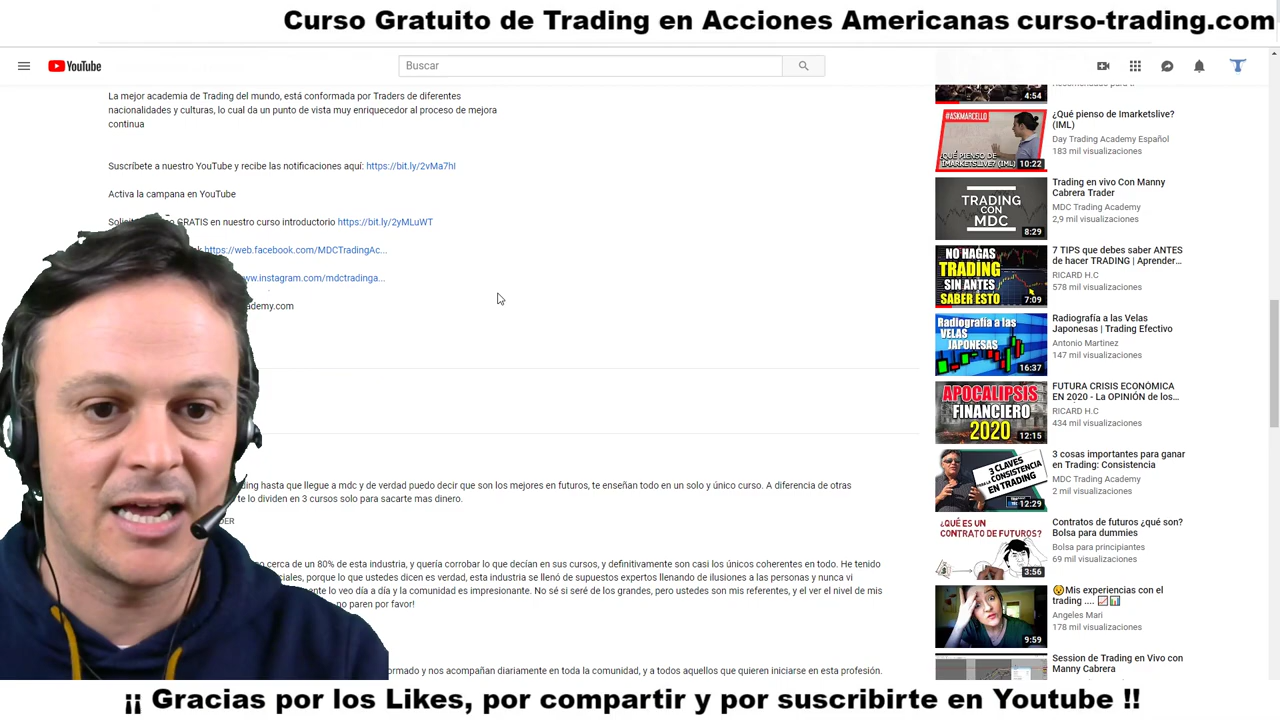 Curso Gratuito de Trading en Acciones Americanas curso-trading.com
YouTube
Buscar
La mejor academia de Trading del mundo, está conformada por Traders de diferentes
nacionalidades y culturas, lo cual da un punto de vista muy enriquecedor al proceso de mejora
continua
Suscríbete a nuestro YouTube y recibe las notificaciones aquí: https://bit.ly/2vMa7hI
Activa la campana en YouTube
GRATIS en nuestro curso introductorio https://bit.ly/2yMLuWT
https://web.facebook.com/MDCTradingAc...
.instagram.com/mdctradinga...
.com
hasta que llegue a mdc y de verdad puedo decir que son los mejores en futuros, te enseñan todo en un solo y único curso. A diferencia de otras
te lo dividen en 3 cursos solo para sacarte mas dinero.
cerca de un 80% de esta industria, y queria corrobar lo que decían en sus cursos, y definitivamente son casi los únicos coherentes en todo. He tenido
porque lo que ustedes dicen es verdad, esta industria se llenó de supuestos expertos llenando de ilusiones a las personas y nunca vi
lo veo día a día y la comunidad es impresionante. No sé si seré de los grandes, pero ustedes son mis referentes, y el ver el nivel de mis
no paren por favor!
y nos acompañan diariamente en toda la comunidad, y a todos aquellos que quieren iniciarse en esta profesión.
4:54
#ASKMARCELLO
¿QUÉ PIENSO DE
IMARKETSLIVE? (IML)
10:22
¿Qué pienso de Imarketslive?
(IML)
Day Trading Academy Español
183 mil visualizaciones
TRADING
CON
MDC
8:29
Trading en vivo Con Manny
Cabrera Trader
MDC Trading Academy
2,9 mil visualizaciones
NO HAGAS
TRADING
SIN ANTES
SABER ESTO
7:09
7 TIPS que debes saber ANTES
de hacer TRADING | Aprender...
RICARD H.C
578 mil visualizaciones
Radiografía a las
VELAS
JAPONESAS
16:37
Radiografía a las Velas
Japonesas | Trading Efectivo
Antonio Martinez
147 mil visualizaciones
APOCALIPSIS
FINANCIERO
2020
12:15
FUTURA CRISIS ECONÓMICA
EN 2020 - La OPINIÓN de los...
RICARD H.C
434 mil visualizaciones
3 CLAVES
CONSISTENCIA
EN TRADING
12:29
3 cosas importantes para ganar
en Trading: Consistencia
MDC Trading Academy
2 mil visualizaciones
¿QUÉ ES UN
CONTRATO DE FUTUROS?
3:56
Contratos de futuros ¿qué son?
Bolsa para dummies
Bolsa para principiantes
69 mil visualizaciones
9:59
Mis experiencias con el
trading ....
Angeles Mari
178 mil visualizaciones
Session de Trading en Vivo con
Manny Cabrera
¡¡ Gracias por los Likes, por compartir y por suscribirte en Youtube !!